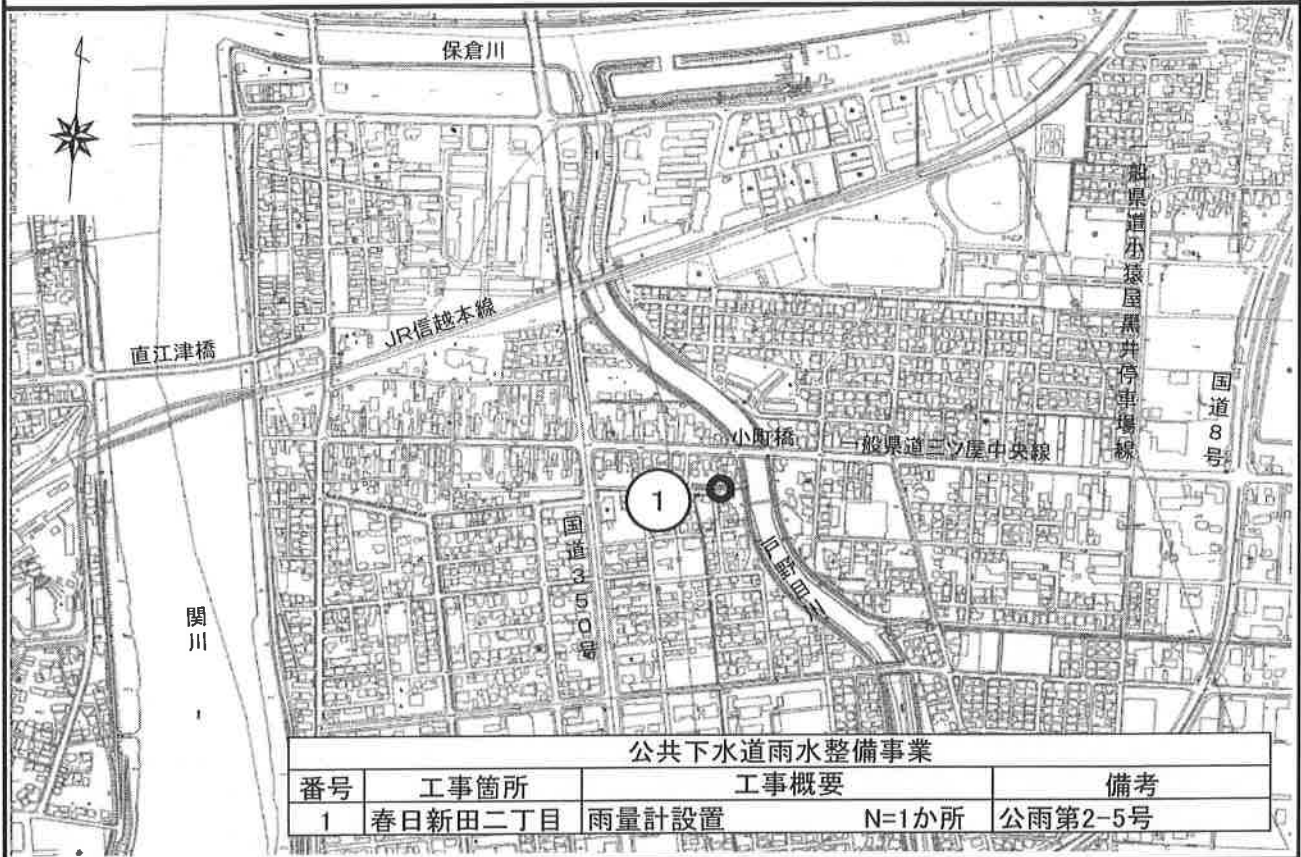 保倉川
一般県道小猿屋黒井停車場線
JR信越本線
直江津橋
国道8号
小町橋
一般県道三ツ屋中央線
1
国道350号
戸野目川
関川
公共下水道雨水整備事業
番号 工事箇所 工事概要 備考
1 春日新田二丁目 雨量計設置 N=1か所 公雨第2-5号